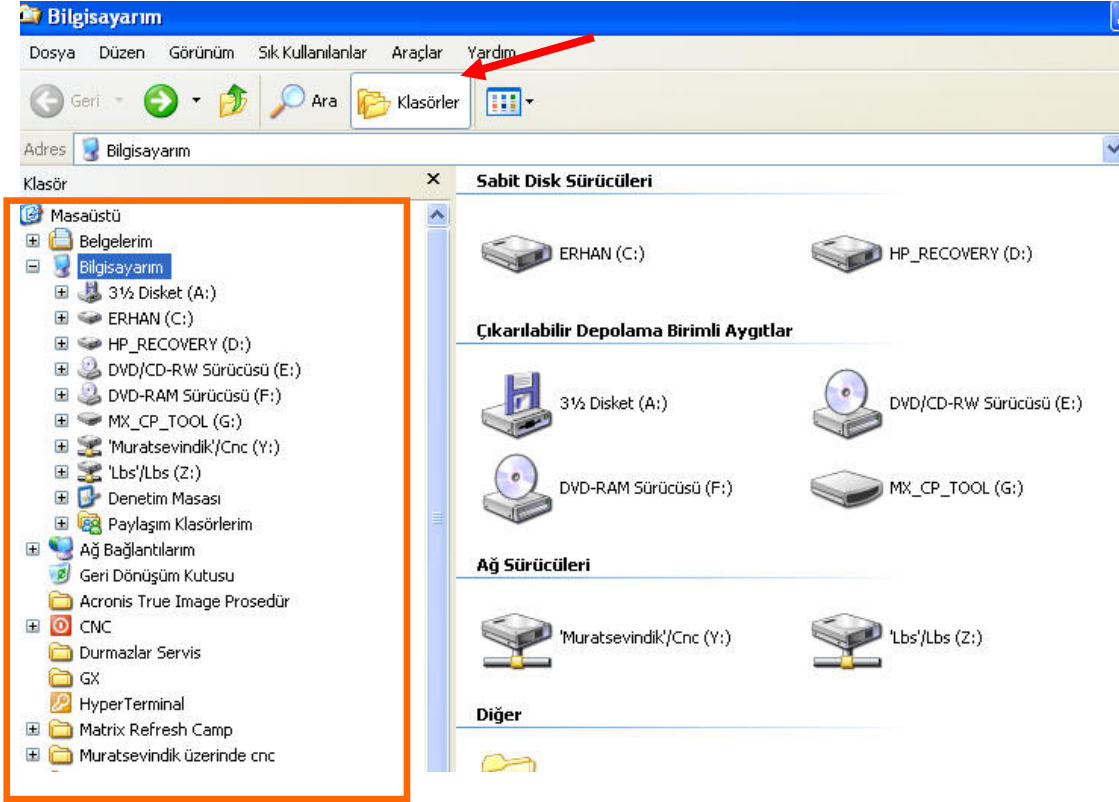 Bilgisayarım
Dosya Düzen Görünüm Sık Kullanılanlar Araçlar Yardım
Geri Ara Klasörler
Adres Bilgisayarım
Klasör
Masaüstü
Belgelerim
Bilgisayarım
3½ Disket (A:)
ERHAN (C:)
HP_RECOVERY (D:)
DVD/CD-RW Sürücüsü (E:)
DVD-RAM Sürücüsü (F:)
MX_CP_TOOL (G:)
'Muratsevindik'/Cnc (Y:)
'Lbs'/Lbs (Z:)
Denetim Masası
Paylaşım Klasörlerim
Ağ Bağlantılarım
Geri Dönüşüm Kutusu
Acronis True Image Prosedür
CNC
Durmazlar Servis
GX
HyperTerminal
Matrix Refresh Camp
Muratsevindik üzerinde cnc
Sabit Disk Sürücüleri
ERHAN (C:) HP_RECOVERY (D:)
Çıkarılabilir Depolama Birimli Aygıtlar
3½ Disket (A:) DVD/CD-RW Sürücüsü (E:)
DVD-RAM Sürücüsü (F:) MX_CP_TOOL (G:)
Ağ Sürücüleri
'Muratsevindik'/Cnc (Y:) 'Lbs'/Lbs (Z:)
Diğer